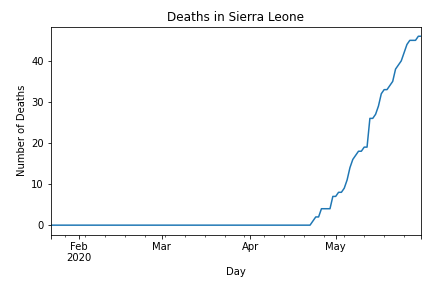 Deaths in Sierra Leone
Number of Deaths
40
30
20
10
0
Feb
2020
Mar
Apr
May
Day